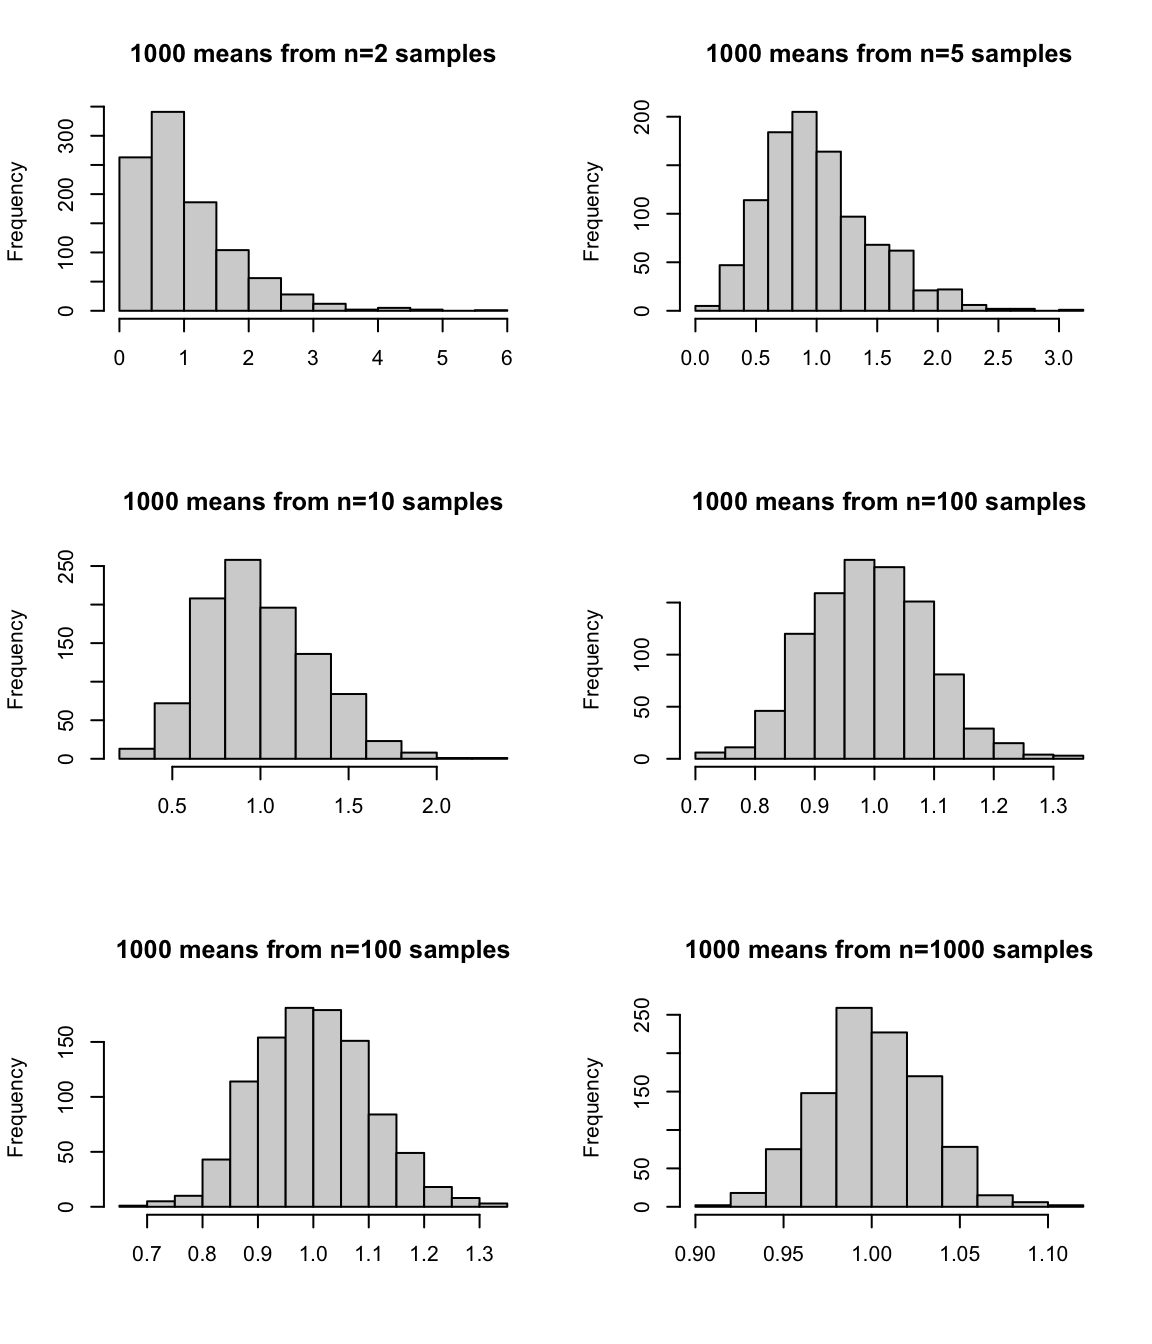 1000 means from n=2 samples
Frequency
0 100 200 300
0 1 2 3 4 5 6
1000 means from n=5 samples
Frequency
0 50 100 200
0.0 0.5 1.0 1.5 2.0 2.5 3.0
1000 means from n=10 samples
Frequency
0 50 150 250
0.5 1.0 1.5 2.0
1000 means from n=100 samples
Frequency
0 50 100
0.7 0.8 0.9 1.0 1.1 1.2 1.3
1000 means from n=100 samples
Frequency
0 50 100 150
0.7 0.8 0.9 1.0 1.1 1.2 1.3
1000 means from n=1000 samples
Frequency
0 50 150 250
0.90 0.95 1.00 1.05 1.10